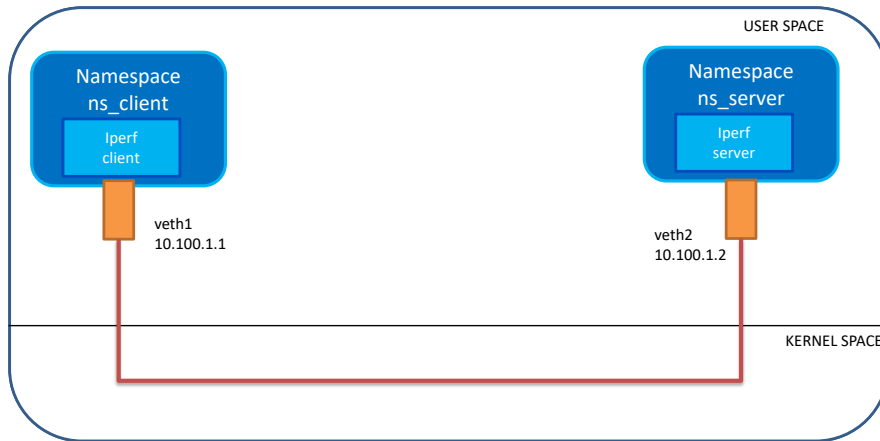 USER SPACE
Namespace
ns_client
Iperf
client
Namespace
ns_server
Iperf
server
veth1
10.100.1.1
veth2
10.100.1.2
KERNEL SPACE